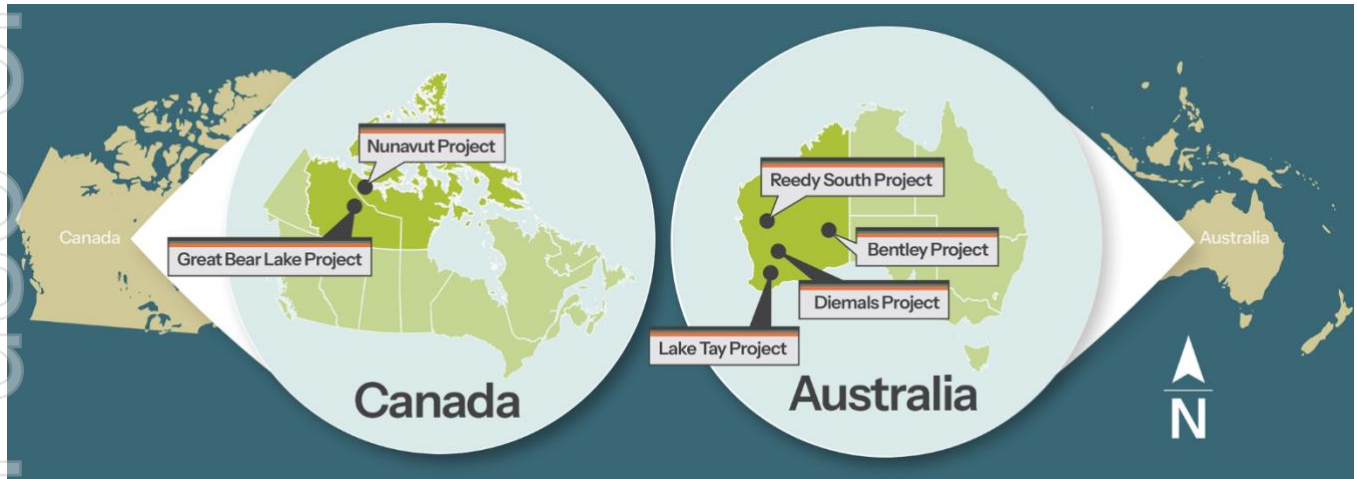 Canada
Nunavut Project
Great Bear Lake Project
Canada
Reedy South Project
Bentley Project
Diemals Project
Lake Tay Project
Australia
Australia
N